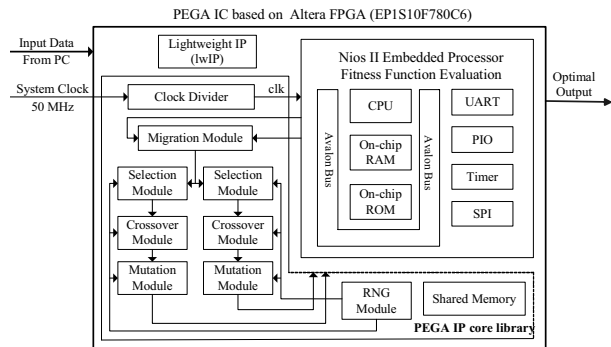 PEGA IC based on Altera FPGA (EP1S10F780C6)
Input Data
From PC
System Clock
50 MHz
Lightweight IP
(lwIP)
Clock Divider
clk
Migration Module
Selection
Module
Selection
Module
Crossover
Module
Crossover
Module
Mutation
Module
Mutation
Module
Nios II Embedded Processor
Fitness Function Evaluation
Avalon Bus
CPU
On-chip
RAM
On-chip
ROM
Avalon Bus
UART
PIO
Timer
SPI
Optimal
Output
RNG
Module
Shared Memory
PEGA IP core library